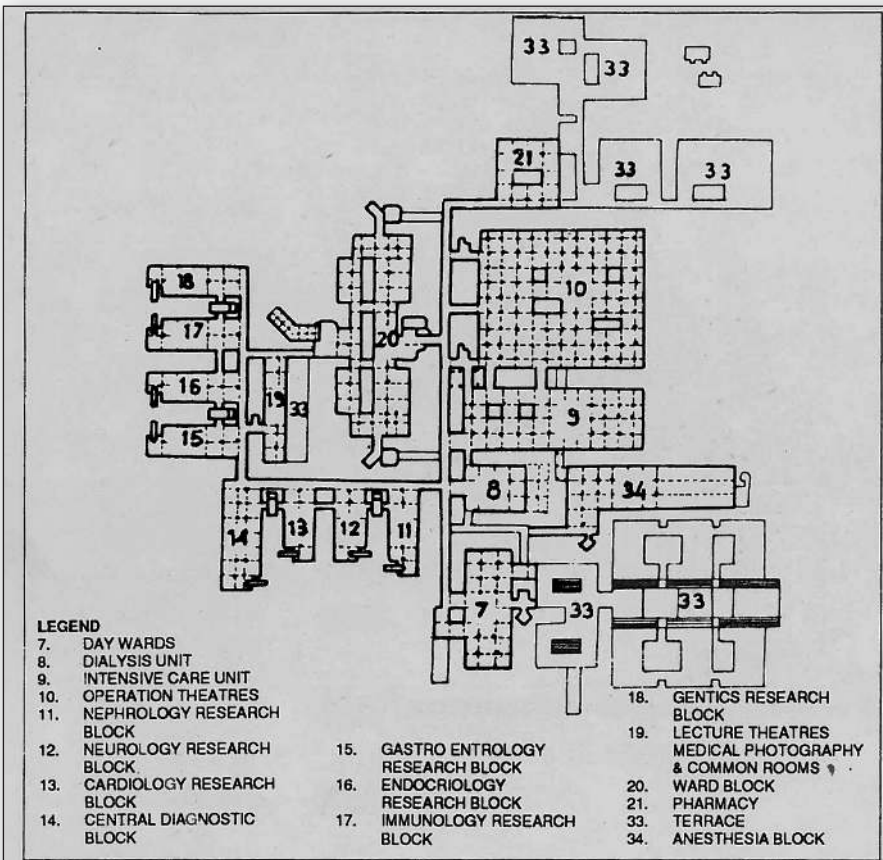 33
33
21
33
33
18
10
17
20
16
19
33
9
15
8
34
14
13
12
11
7
33
33
LEGEND
7. DAY WARDS
8. DIALYSIS UNIT
9. INTENSIVE CARE UNIT
10. OPERATION THEATRES
11. NEPHROLOGY RESEARCH
BLOCK
12. NEUROLOGY RESEARCH
BLOCK.
13. CARDIOLOGY RESEARCH
BLOCK
14. CENTRAL DIAGNOSTIC
BLOCK
15. GASTRO ENTROLOGY
RESEARCH BLOCK
16. ENDOCRIOLOGY
RESEARCH BLOCK
17. IMMUNOLOGY RESEARCH
BLOCK
18. GENTICS RESEARCH
BLOCK
19. LECTURE THEATRES
MEDICAL PHOTOGRAPHY
& COMMON ROOMS
20. WARD BLOCK
21. PHARMACY
33. TERRACE
34. ANESTHESIA BLOCK